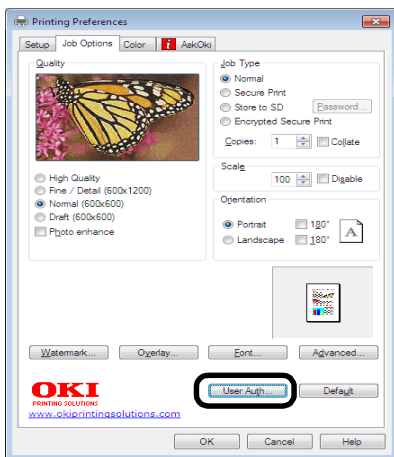 Printing Preferences
Setup
Job Options
Color
i AskOki
Quality
High Quality
Fine / Detail (600x1200)
Normal (600x600)
Draft (600x600)
Photo enhance
Job Type
Normal
Secure Print
Store to SD
Password...
Encrypted Secure Print
Copies: 1
Collate
Scale
100
Disable
Orientation
Portrait
180°
Landscape
180°
A
Watermark...
Overlay...
Font...
Advanced...
OKI
PRINTING SOLUTIONS
www.okiprintingsolutions.com
User Auth...
Default
OK
Cancel
Help